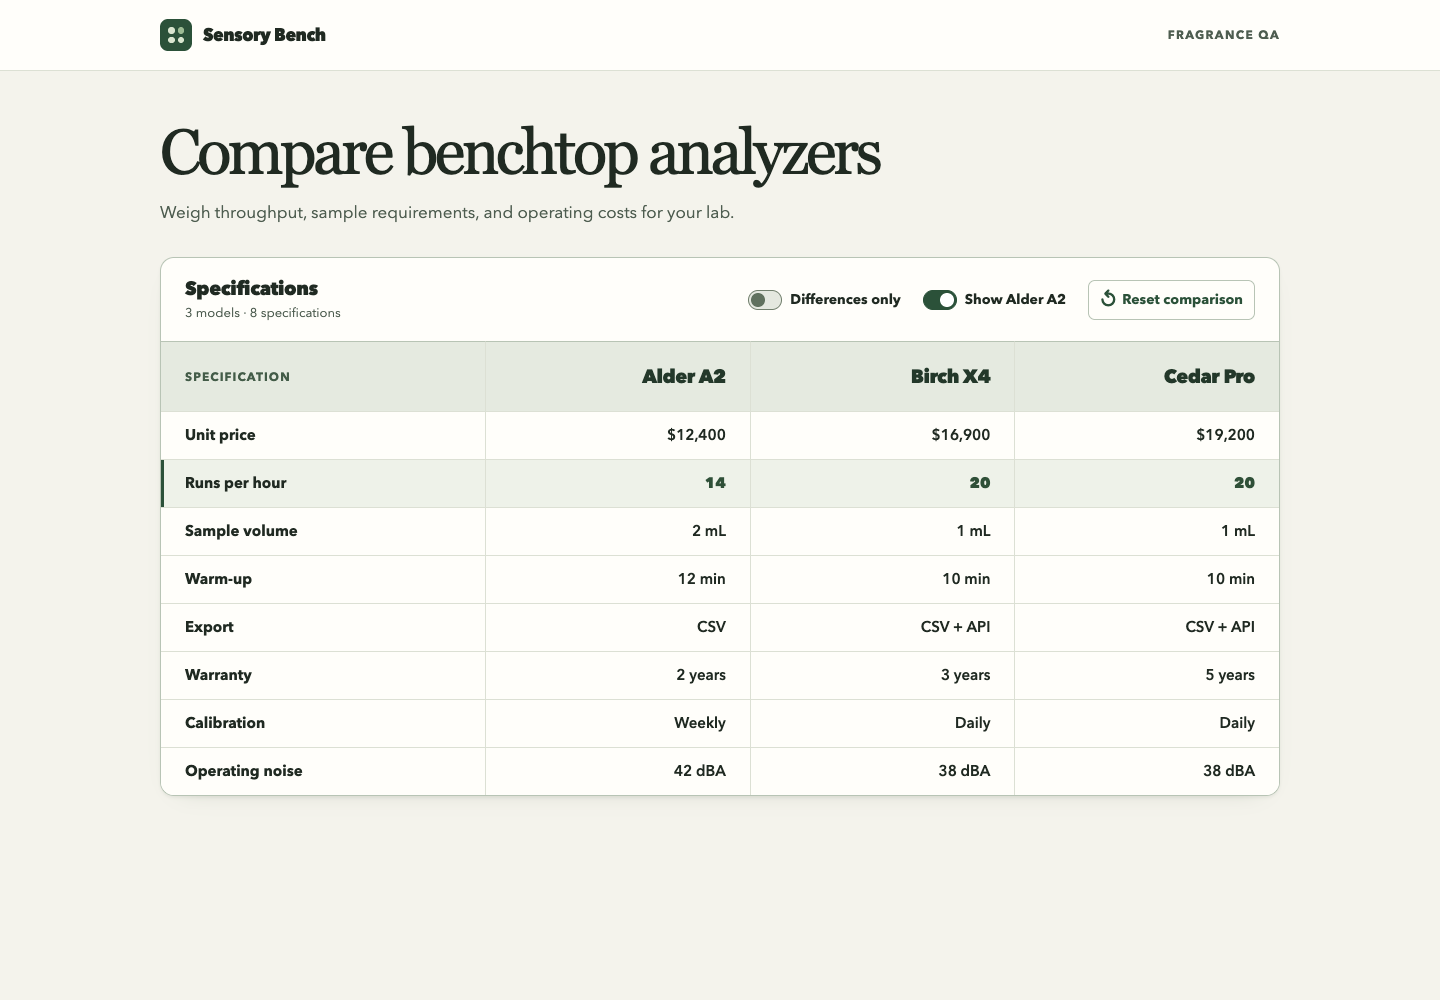 Sensory Bench
FRAGRANCE QA
Compare benchtop analyzers
Weigh throughput, sample requirements, and operating costs for your lab.
Specifications
3 models · 8 specifications
Differences only
Show Alder A2
Reset comparison
SPECIFICATION Alder A2 Birch X4 Cedar Pro
Unit price $12,400 $16,900 $19,200
Runs per hour 14 20 20
Sample volume 2 mL 1 mL 1 mL
Warm-up 12 min 10 min 10 min
Export CSV CSV + API CSV + API
Warranty 2 years 3 years 5 years
Calibration Weekly Daily Daily
Operating noise 42 dBA 38 dBA 38 dBA